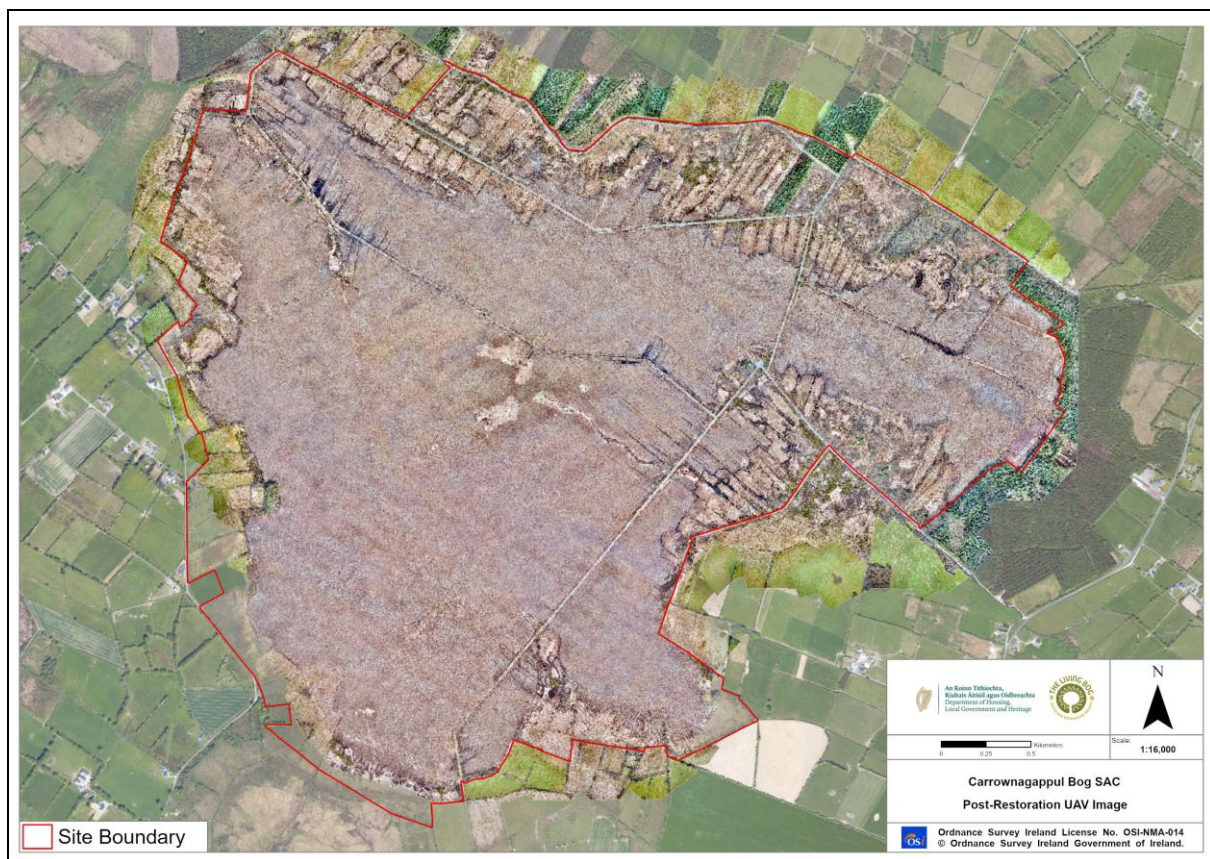 An Roinn Tithíochta,
Rialtais Áitiúil agus Oidhreachta
Department of Housing,
Local Government and Heritage
THE LIVING BOG
N
Kilometers
0 0.25 0.5
Scale:
1:16,000
Carrownagappul Bog SAC
Post-Restoration UAV Image
Site Boundary
OSi
Ordnance Survey Ireland License No. OSI-NMA-014
© Ordnance Survey Ireland Government of Ireland.